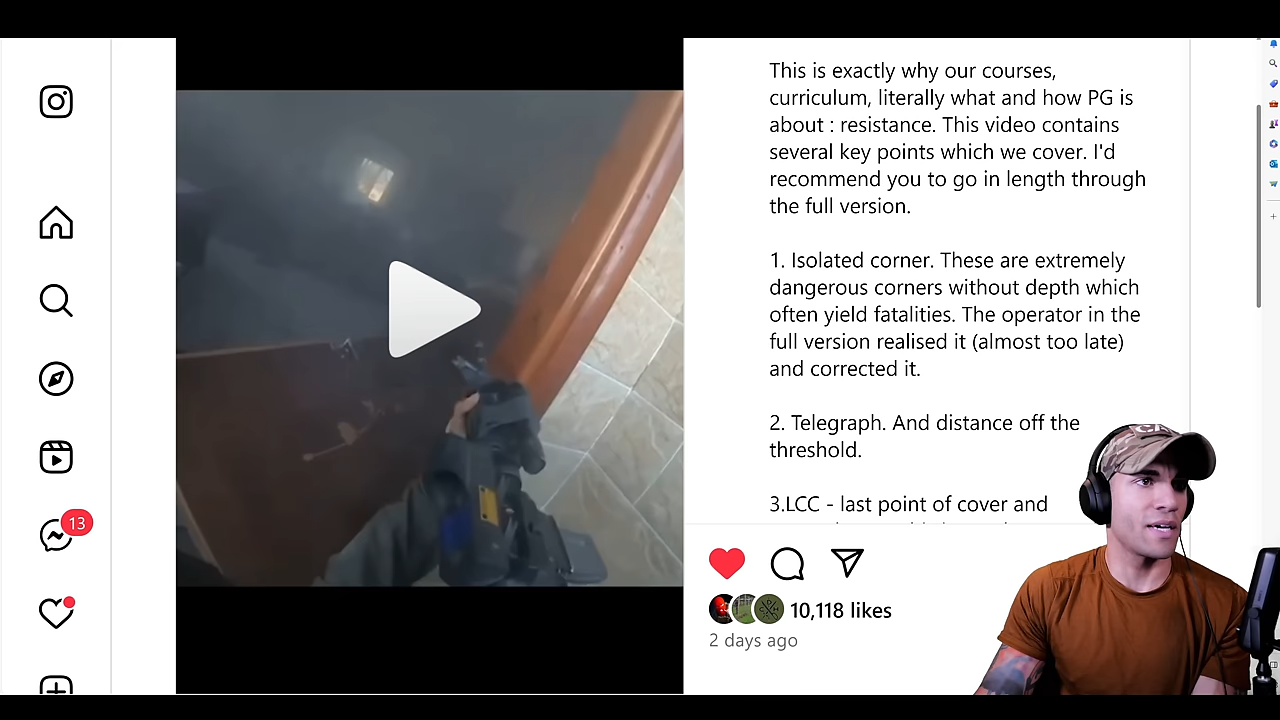 This is exactly why our courses,
curriculum, literally what and how PG is
about : resistance. This video contains
several key points which we cover. I'd
recommend you to go in length through
the full version.
1. Isolated corner. These are extremely
dangerous corners without depth which
often yield fatalities. The operator in the
full version realised it (almost too late)
and corrected it.
2. Telegraph. And distance off the
threshold.
3.LCC - last point of cover and
13
10,118 likes
2 days ago